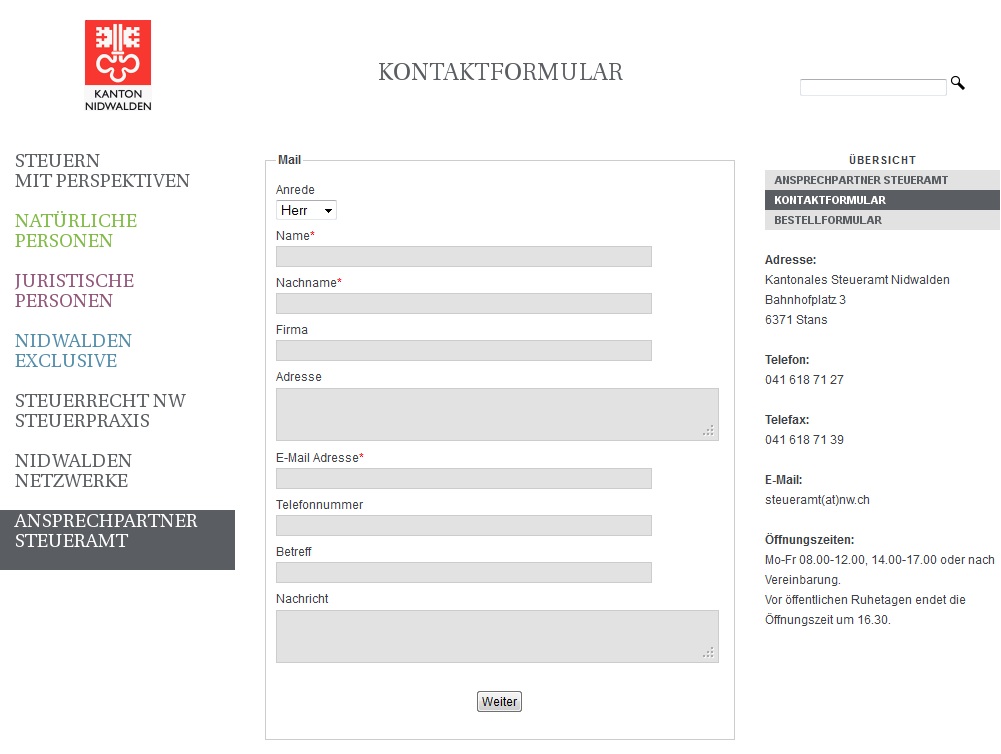 KANTON
NIDWALDEN
KONTAKTFORMULAR
STEUERN
MIT PERSPEKTIVEN
NATÜRLICHE
PERSONEN
JURISTISCHE
PERSONEN
NIDWALDEN
EXCLUSIVE
STEUERRECHT NW
STEUERPRAXIS
NIDWALDEN
NETZWERKE
ANSPRECHPARTNER
STEUERAMT
Mail
Anrede
Herr
Name*
Nachname*
Firma
Adresse
E-Mail Adresse*
Telefonnummer
Betreff
Nachricht
Weiter
ÜBERSICHT
ANSPRECHPARTNER STEUERAMT
KONTAKTFORMULAR
BESTELLFORMULAR
Adresse:
Kantonales Steueramt Nidwalden
Bahnhofplatz 3
6371 Stans
Telefon:
041 618 71 27
Telefax:
041 618 71 39
E-Mail:
steueramt(at)nw.ch
Öffnungszeiten:
Mo-Fr 08.00-12.00, 14.00-17.00 oder nach
Vereinbarung.
Vor öffentlichen Ruhetagen endet die
Öffnungszeit um 16.30.